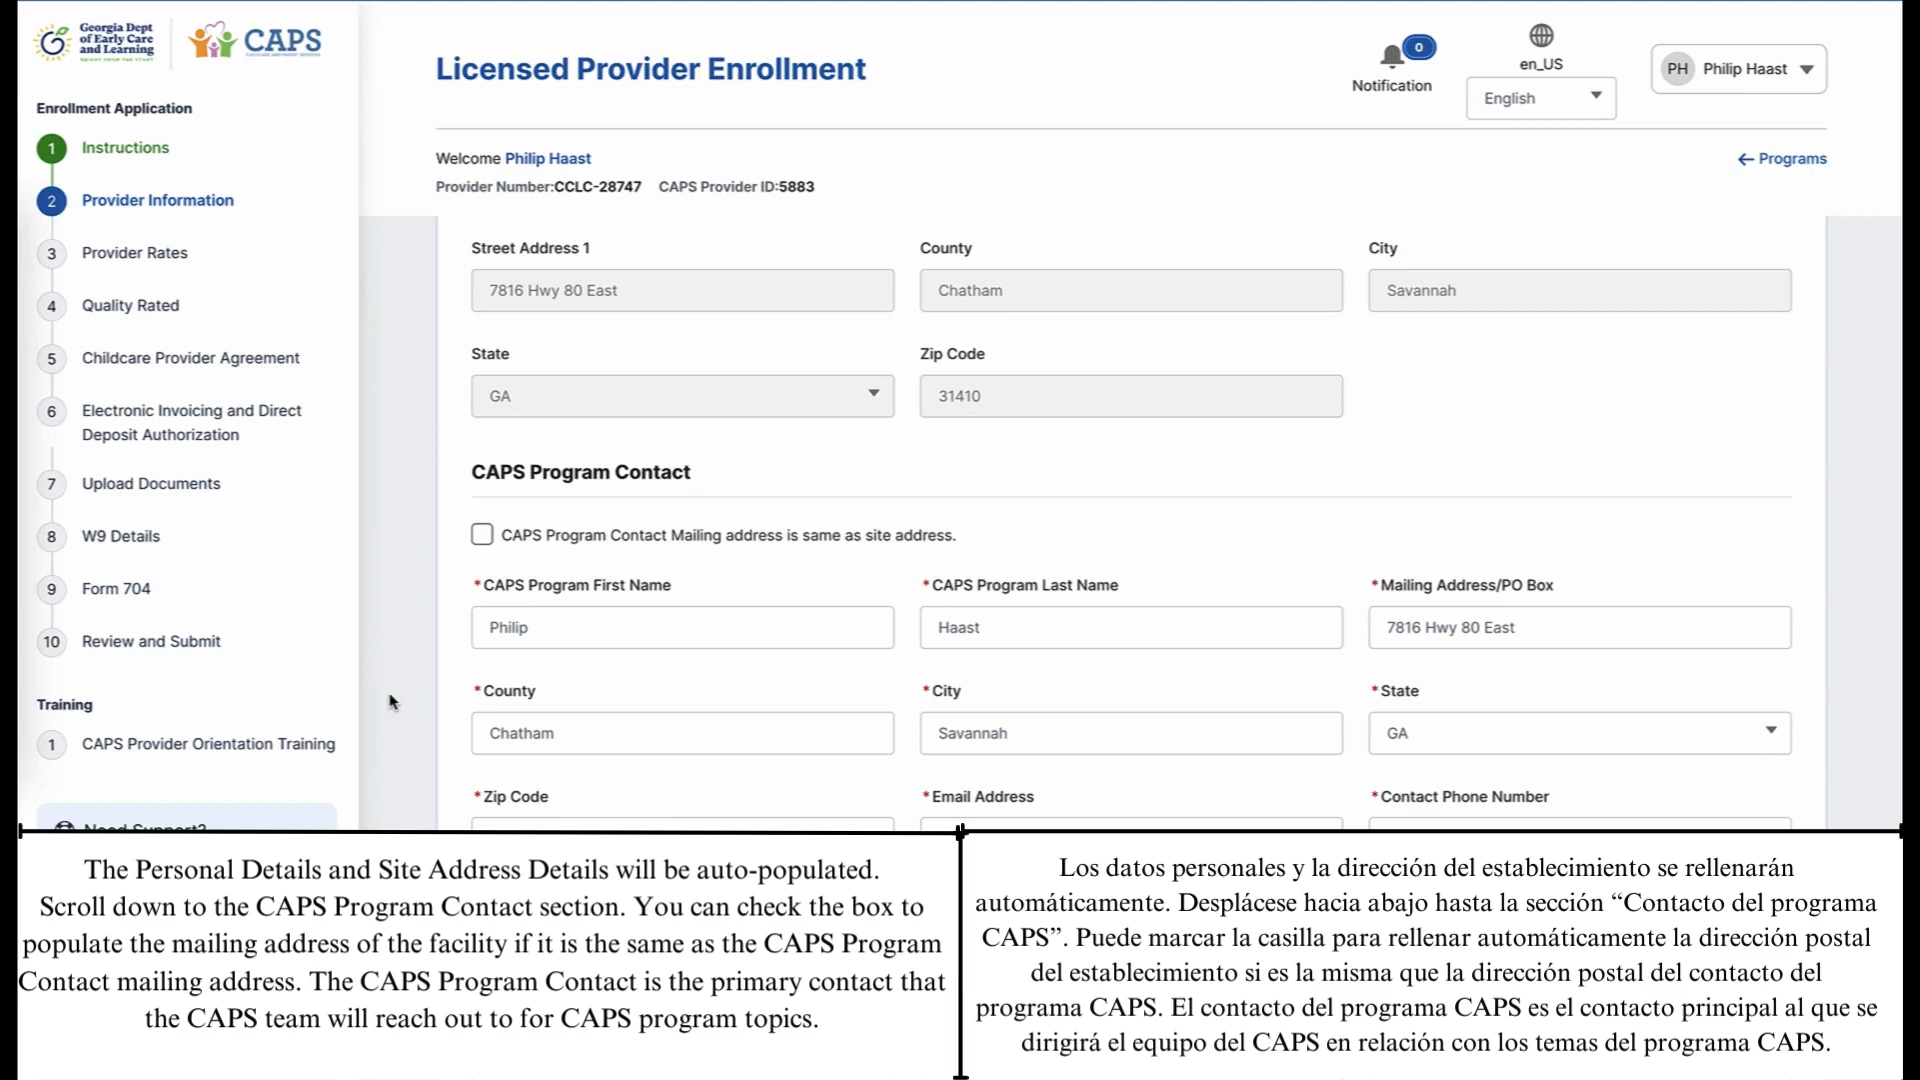 Georgia Dept
of Early Care
and Learning
BRIGHT FROM THE START
CAPS
Licensed Provider Enrollment
0
Notification
en_US
English
PH Philip Haast
Enrollment Application
1 Instructions
2 Provider Information
3 Provider Rates
4 Quality Rated
5 Childcare Provider Agreement
6 Electronic Invoicing and Direct
Deposit Authorization
7 Upload Documents
8 W9 Details
9 Form 704
10 Review and Submit
Training
1 CAPS Provider Orientation Training
Need Support?
Welcome Philip Haast
Programs
Provider Number:CCLC-28747 CAPS Provider ID:5883
Street Address 1 County City
7816 Hwy 80 East Chatham Savannah
State Zip Code
GA 31410
CAPS Program Contact
CAPS Program Contact Mailing address is same as site address.
*CAPS Program First Name *CAPS Program Last Name *Mailing Address/PO Box
Philip Haast 7816 Hwy 80 East
*County *City *State
Chatham Savannah GA
*Zip Code *Email Address *Contact Phone Number
The Personal Details and Site Address Details will be auto-populated.
Scroll down to the CAPS Program Contact section. You can check the box to
populate the mailing address of the facility if it is the same as the CAPS Program
Contact mailing address. The CAPS Program Contact is the primary contact that
the CAPS team will reach out to for CAPS program topics.
Los datos personales y la dirección del establecimiento se rellenarán
automáticamente. Desplácese hacia abajo hasta la sección “Contacto del programa
CAPS”. Puede marcar la casilla para rellenar automáticamente la dirección postal
del establecimiento si es la misma que la dirección postal del contacto del
programa CAPS. El contacto del programa CAPS es el contacto principal al que se
dirigirá el equipo del CAPS en relación con los temas del programa CAPS.